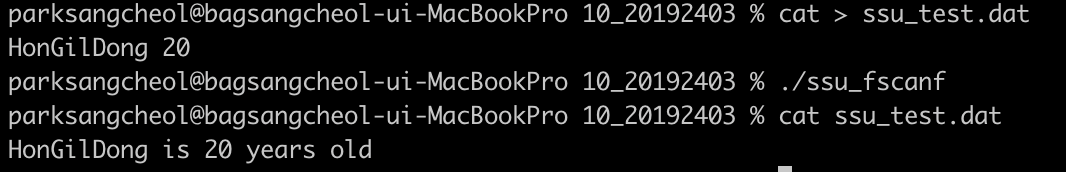 parksangcheol@bagsangcheol-ui-MacBookPro 10_20192403 % cat > ssu_test.dat
HonGilDong 20
parksangcheol@bagsangcheol-ui-MacBookPro 10_20192403 % ./ssu_fscanf
parksangcheol@bagsangcheol-ui-MacBookPro 10_20192403 % cat ssu_test.dat
HonGilDong is 20 years old